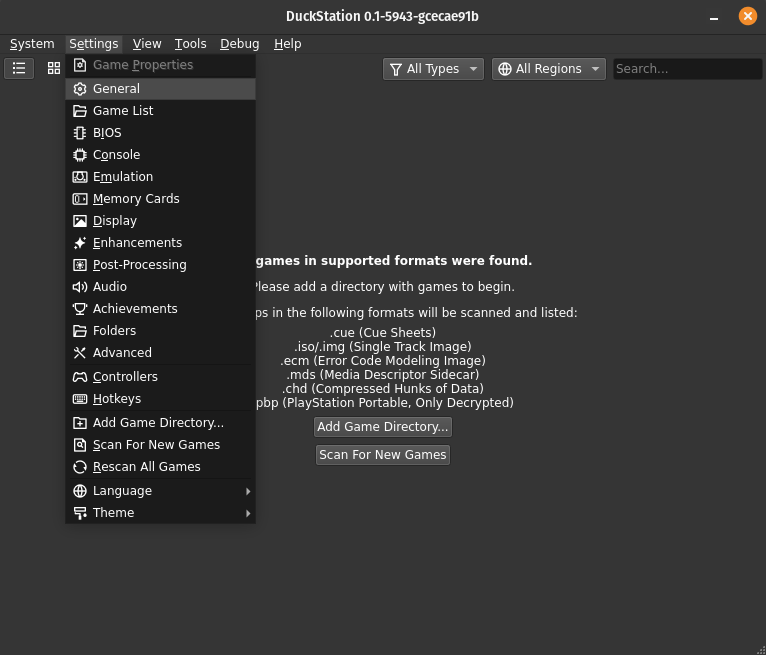 DuckStation 0.1-5943-gcecae91b
System Settings View Tools Debug Help
All Types All Regions Search...
Game Properties
General
Game List
BIOS
Console
Emulation
Memory Cards
Display
Enhancements
Post-Processing
Audio
Achievements
Folders
Advanced
Controllers
Hotkeys
Add Game Directory...
Scan For New Games
Rescan All Games
Language
Theme
games in supported formats were found.
Please add a directory with games to begin.
ps in the following formats will be scanned and listed:
.cue (Cue Sheets)
.iso/.img (Single Track Image)
.ecm (Error Code Modeling Image)
.mds (Media Descriptor Sidecar)
.chd (Compressed Hunks of Data)
pbp (PlayStation Portable, Only Decrypted)
Add Game Directory...
Scan For New Games